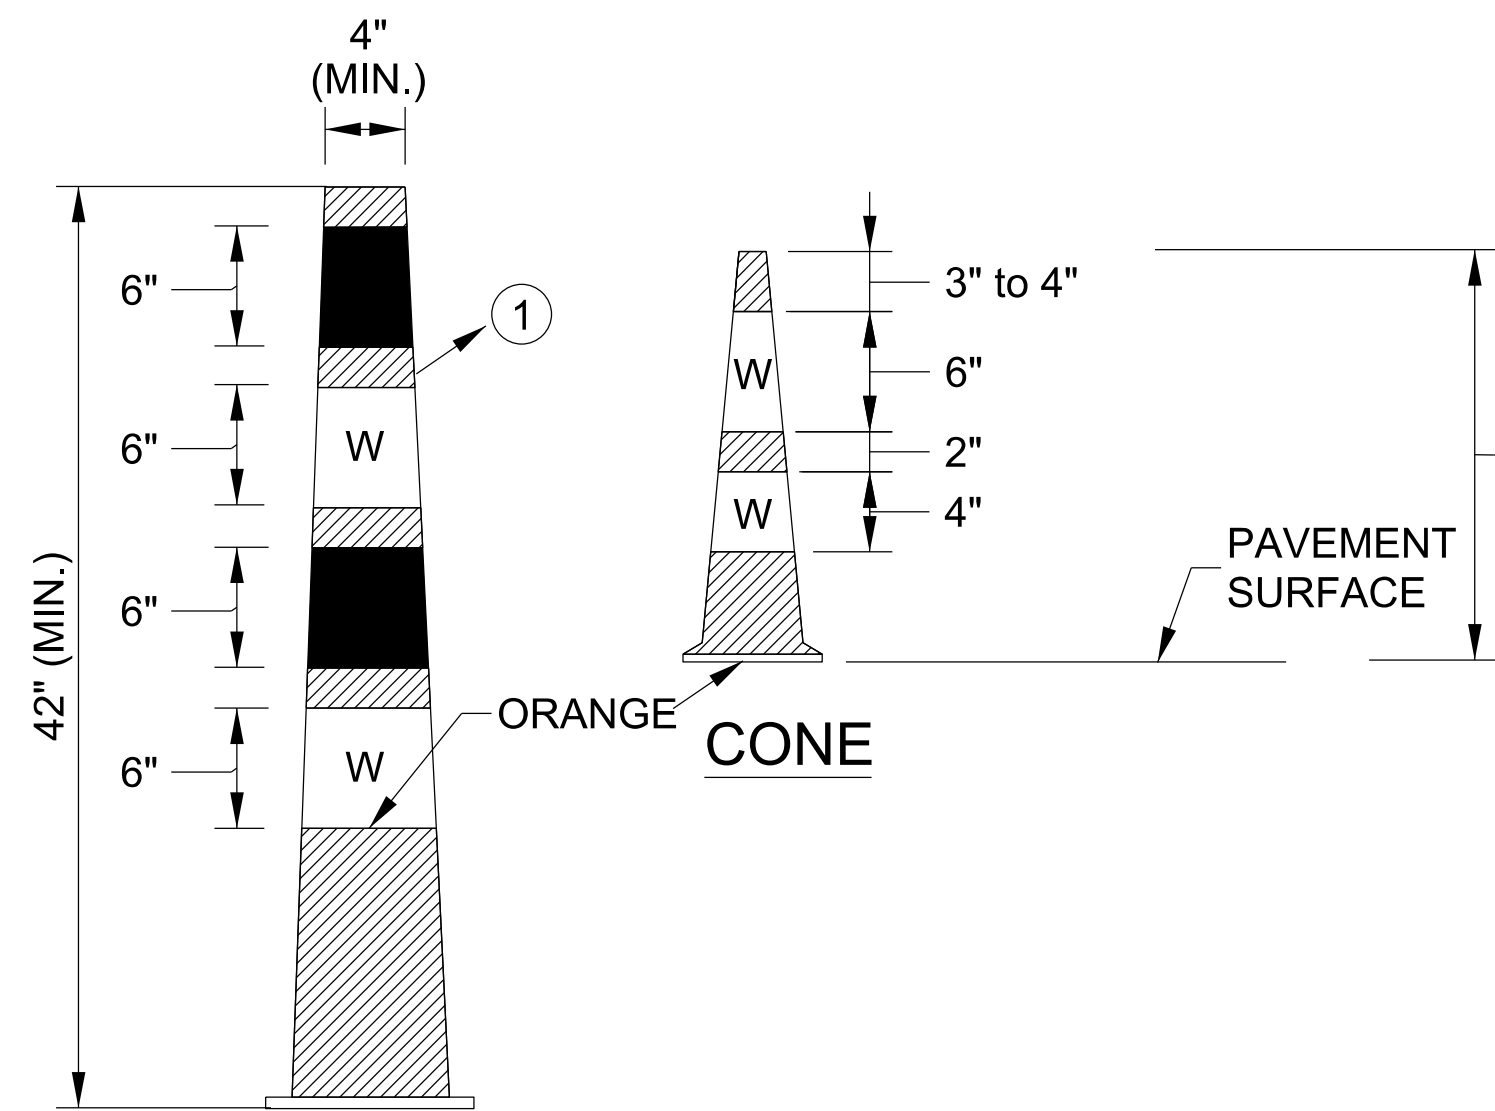 4"
(MIN.)
6"
6"
6"
6"
42" (MIN.)
W
W
1
ORANGE
W
W
3" to 4"
6"
2"
4"
CONE
PAVEMENT
SURFACE